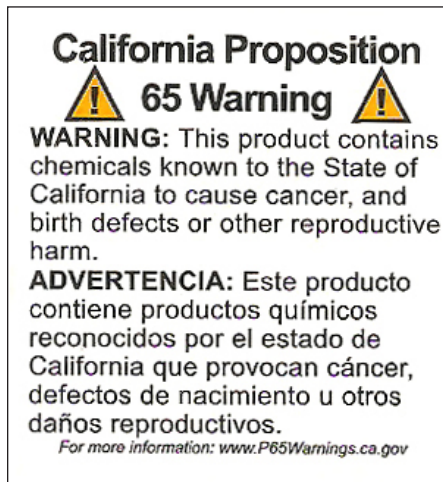 California Proposition
65 Warning
WARNING: This product contains
chemicals known to the State of
California to cause cancer, and
birth defects or other reproductive
harm.
ADVERTENCIA: Este producto
contiene productos químicos
reconocidos por el estado de
California que provocan cáncer,
defectos de nacimiento u otros
daños reproductivos.
For more information: www.P65Warnings.ca.gov